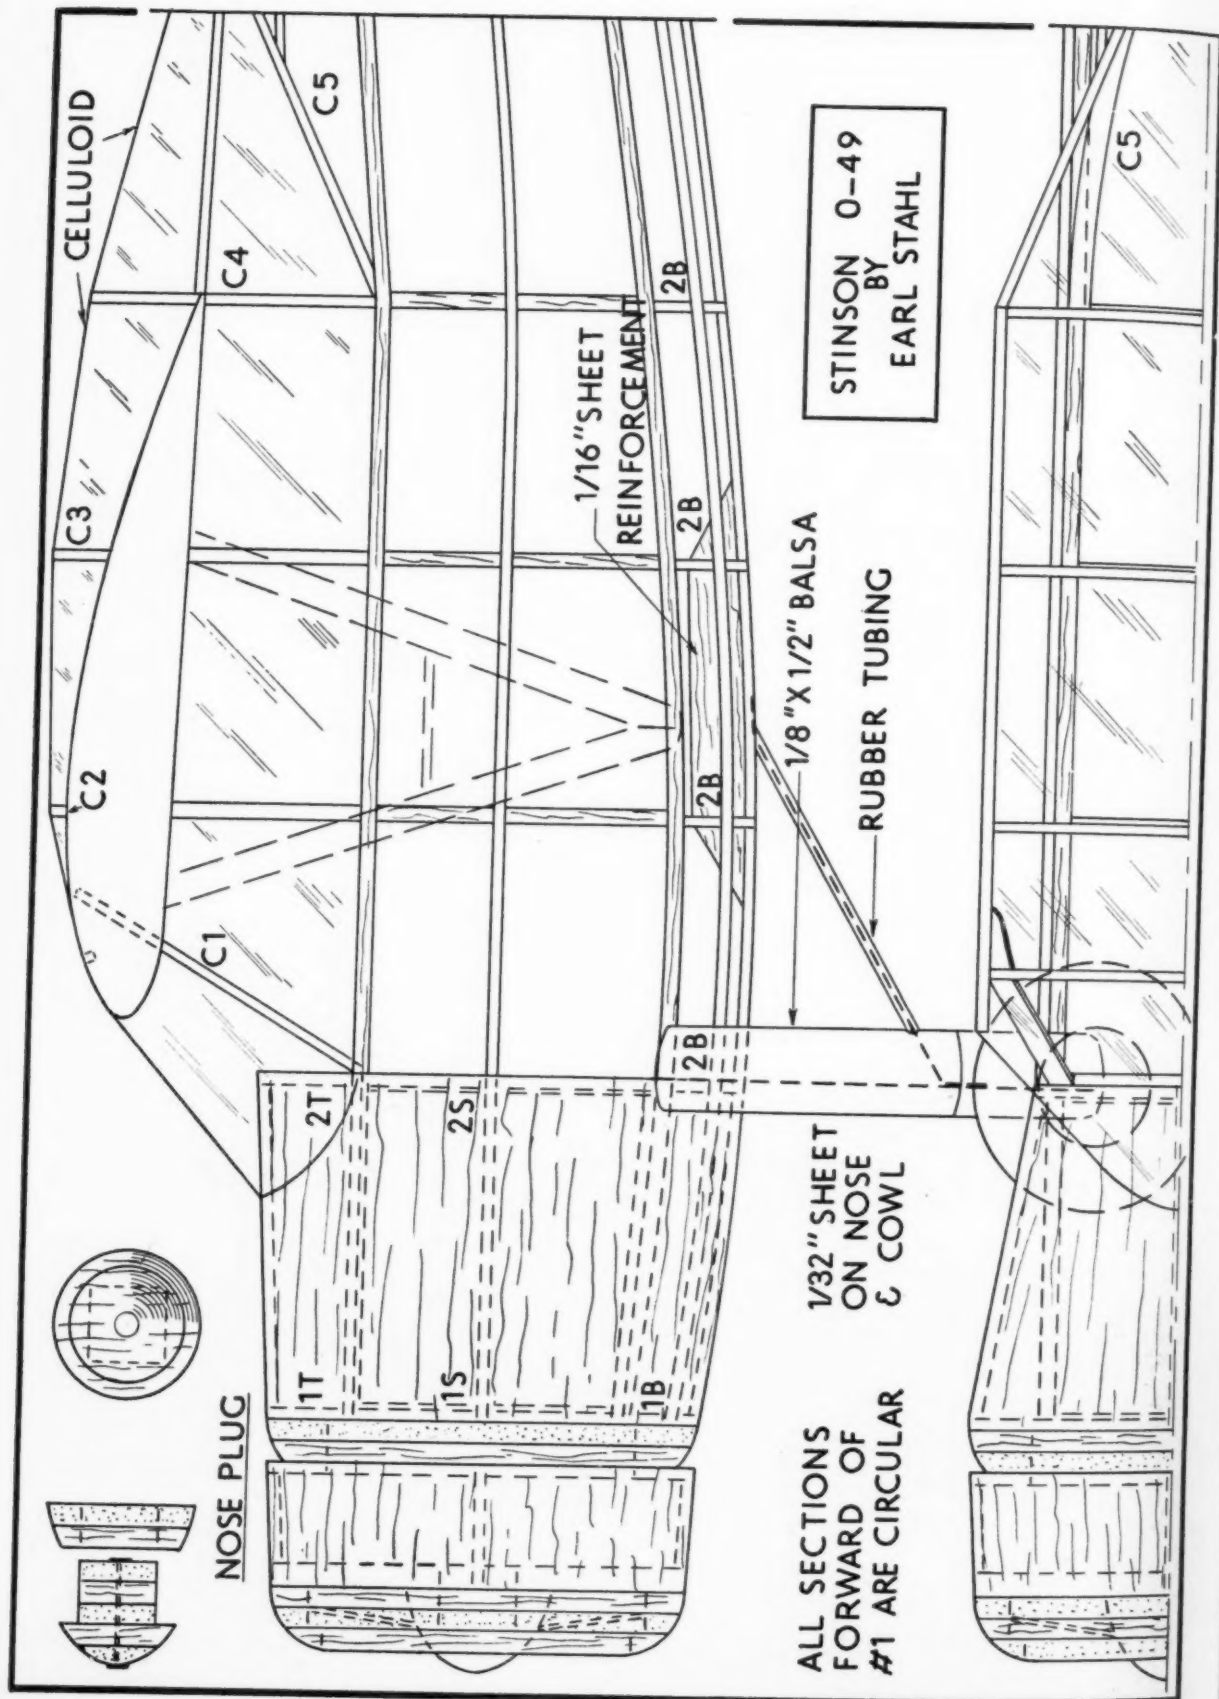 CELLULOID
C5
C4
C3
C2
C1
1/16" SHEET
REINFORCEMENT
2B
2B
2B
2B
2T
2S
1T
1S
1B
NOSE PLUG
STINSON O-49
BY
EARL STAHL
1/8" X 1/2" BALSA
RUBBER TUBING
1/32" SHEET
ON NOSE
& COWL
ALL SECTIONS
FORWARD OF
#1 ARE CIRCULAR
C5